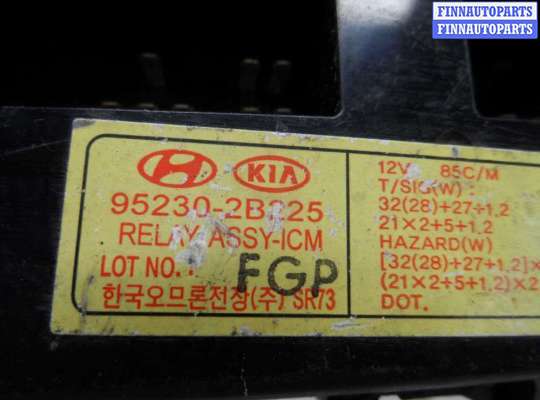 FINNAUTOPARTS
FINNAUTOPARTS
KIA
95230-2B225
RELAY ASSY-ICM
LOT NO. :
FGP
한국오므론전장(주) SR73
12V 85C/M
T/SIG(W) :
32(28)+27+1.2
21×2+5+1.2
HAZARD(W)
[32(28)+27+1.2]×
(21×2+5+1.2)×2
DOT.